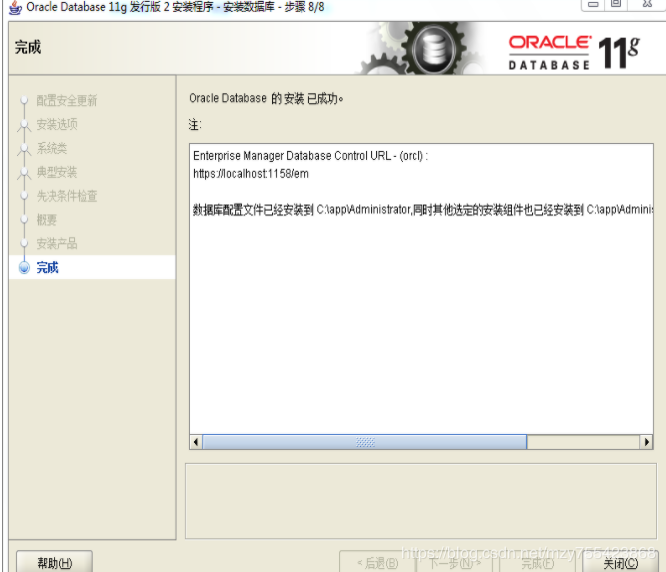 Oracle Database 11g 发行版 2 安装程序 - 安装数据库 - 步骤 8/8
完成
ORACLE
DATABASE 11g
配置安全更新
安装选项
系统类
典型安装
先决条件检查
概要
安装产品
完成
Oracle Database 的安装 已成功。
注:
Enterprise Manager Database Control URL - (orcl) :
https://localhost:1158/em
数据库配置文件已经安装到 C:\app\Administrator,同时其他选定的安装组件也已经安装到 C:\app\Adminis
帮助(H)
< 后退(B)
下一步(N) >
完成(F)
关闭(C)